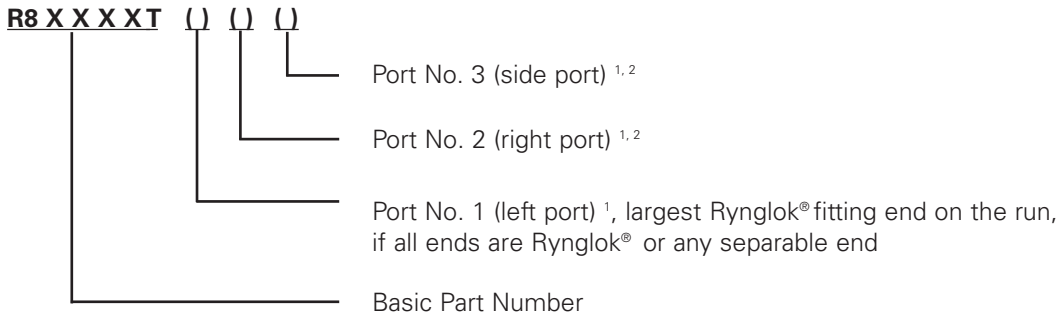 R8 X X X X T ( ) ( ) ( )
Port No. 3 (side port) 1, 2
Port No. 2 (right port) 1, 2
Port No. 1 (left port) 1, largest Rynglok® fitting end on the run,
if all ends are Rynglok® or any separable end
Basic Part Number